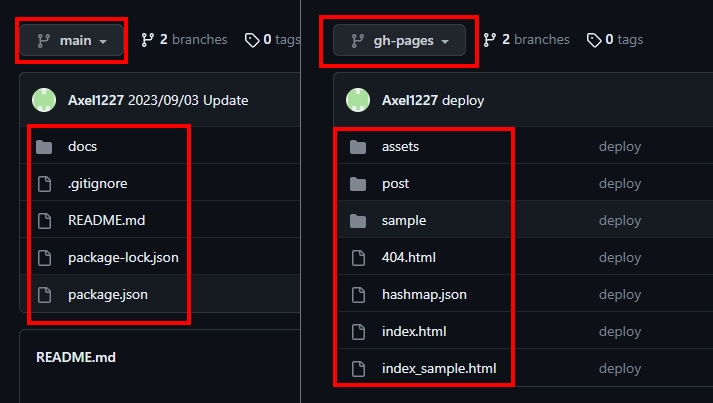 main
2 branches
0 tags
Axel1227 2023/09/03 Update
docs
.gitignore
README.md
package-lock.json
package.json
README.md
gh-pages
2 branches
0 tags
Axel1227 deploy
assets deploy
post deploy
sample deploy
404.html deploy
hashmap.json deploy
index.html deploy
index_sample.html deploy